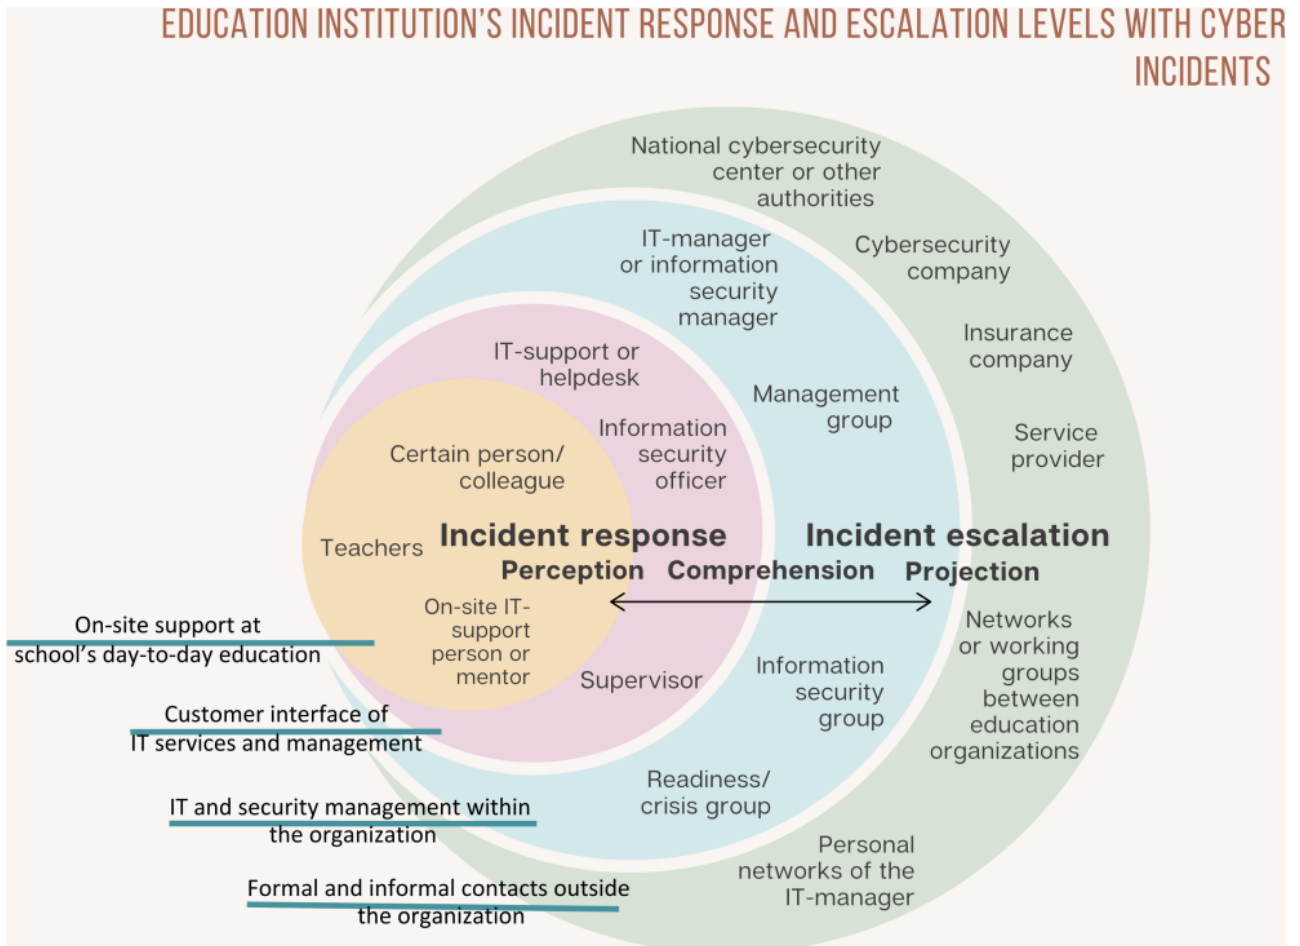 EDUCATION INSTITUTION'S INCIDENT RESPONSE AND ESCALATION LEVELS WITH CYBER
INCIDENTS
National cybersecurity
center or other
authorities
Cybersecurity
company
Insurance
company
Service
provider
IT-manager
or information
security
manager
Management
group
IT-support or
helpdesk
Information
security
officer
Certain person/
colleague
Teachers
Incident response
Incident escalation
Perception
Comprehension
Projection
On-site IT-
support
person or
mentor
Supervisor
Information
security
group
Readiness/
crisis group
Networks
or working
groups
between
education
organizations
Personal
networks of the
IT-manager
On-site support at
school's day-to-day education
Customer interface of
IT services and management
IT and security management within
the organization
Formal and informal contacts outside
the organization